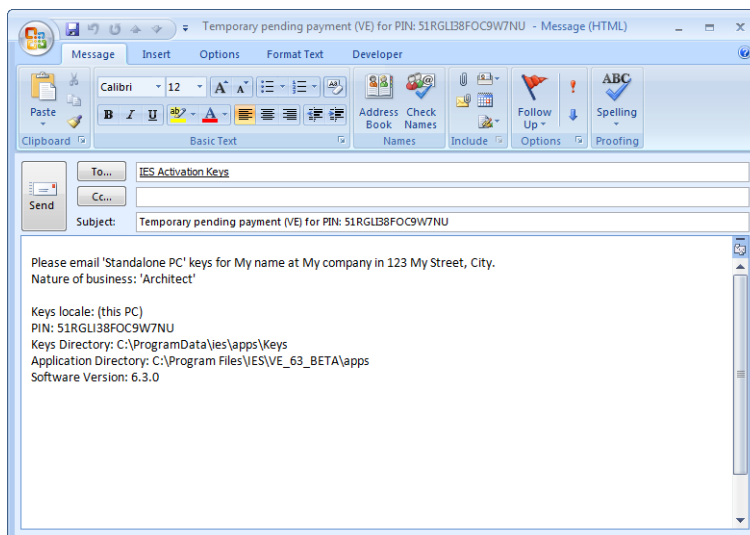 Temporary pending payment (VE) for PIN: 51RGLI38FOC9W7NU - Message (HTML)
Message Insert Options Format Text Developer
Calibri 12 A A
ABC
Paste
B I U ab A
Address Book
Check Names
Follow Up
Spelling
Clipboard Basic Text Names Include Options Proofing
To... IES Activation Keys
Cc...
Send
Subject: Temporary pending payment (VE) for PIN: 51RGLI38FOC9W7NU
Please email 'Standalone PC' keys for My name at My company in 123 My Street, City.
Nature of business: 'Architect'
Keys locale: (this PC)
PIN: 51RGLI38FOC9W7NU
Keys Directory: C:\ProgramData\ies\apps\Keys
Application Directory: C:\Program Files\IES\VE_63_BETA\apps
Software Version: 6.3.0